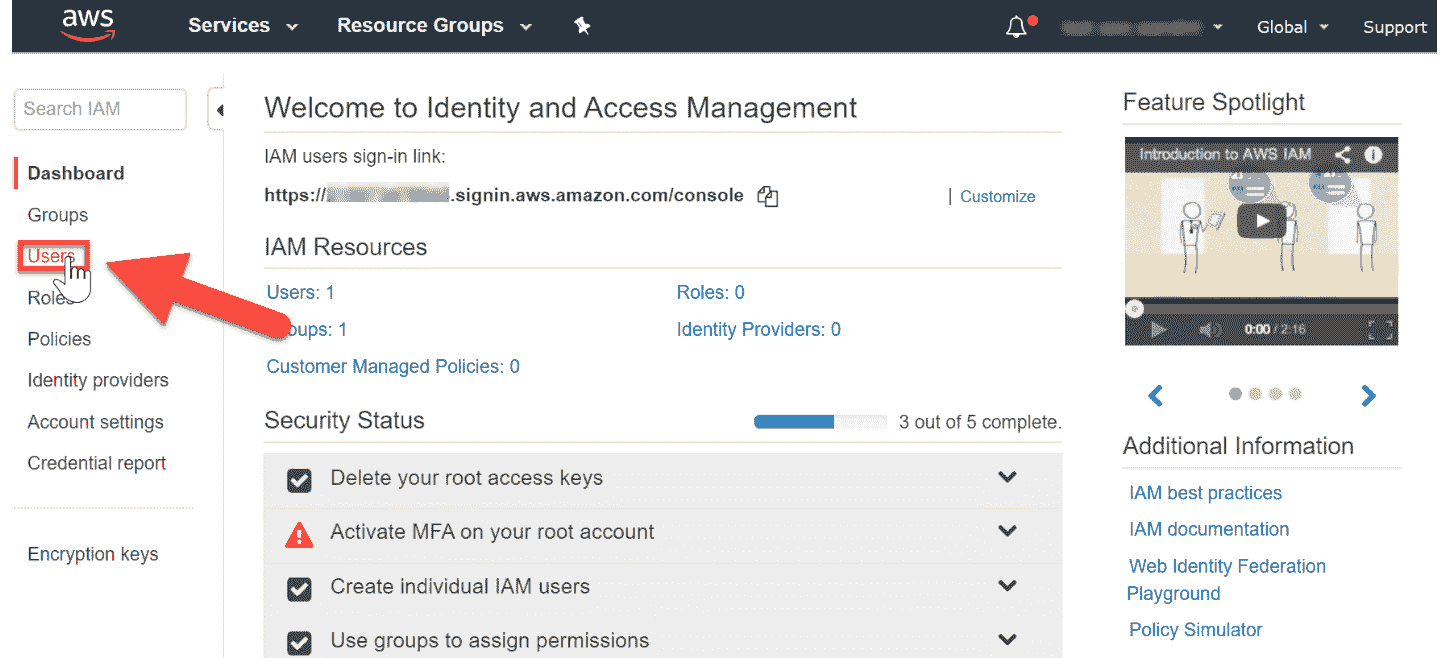 aws
Services
Resource Groups
Global
Support
Search IAM
Dashboard
Groups
Users
Roles
Policies
Identity providers
Account settings
Credential report
Encryption keys
Welcome to Identity and Access Management
IAM users sign-in link:
https:// .signin.aws.amazon.com/console
| Customize
IAM Resources
Users: 1
Roles: 0
oups: 1
Identity Providers: 0
Customer Managed Policies: 0
Security Status
3 out of 5 complete.
Delete your root access keys
Activate MFA on your root account
Create individual IAM users
Use groups to assign permissions
Feature Spotlight
Introduction to AWS IAM
0:00 / 2:16
Additional Information
IAM best practices
IAM documentation
Web Identity Federation
Playground
Policy Simulator